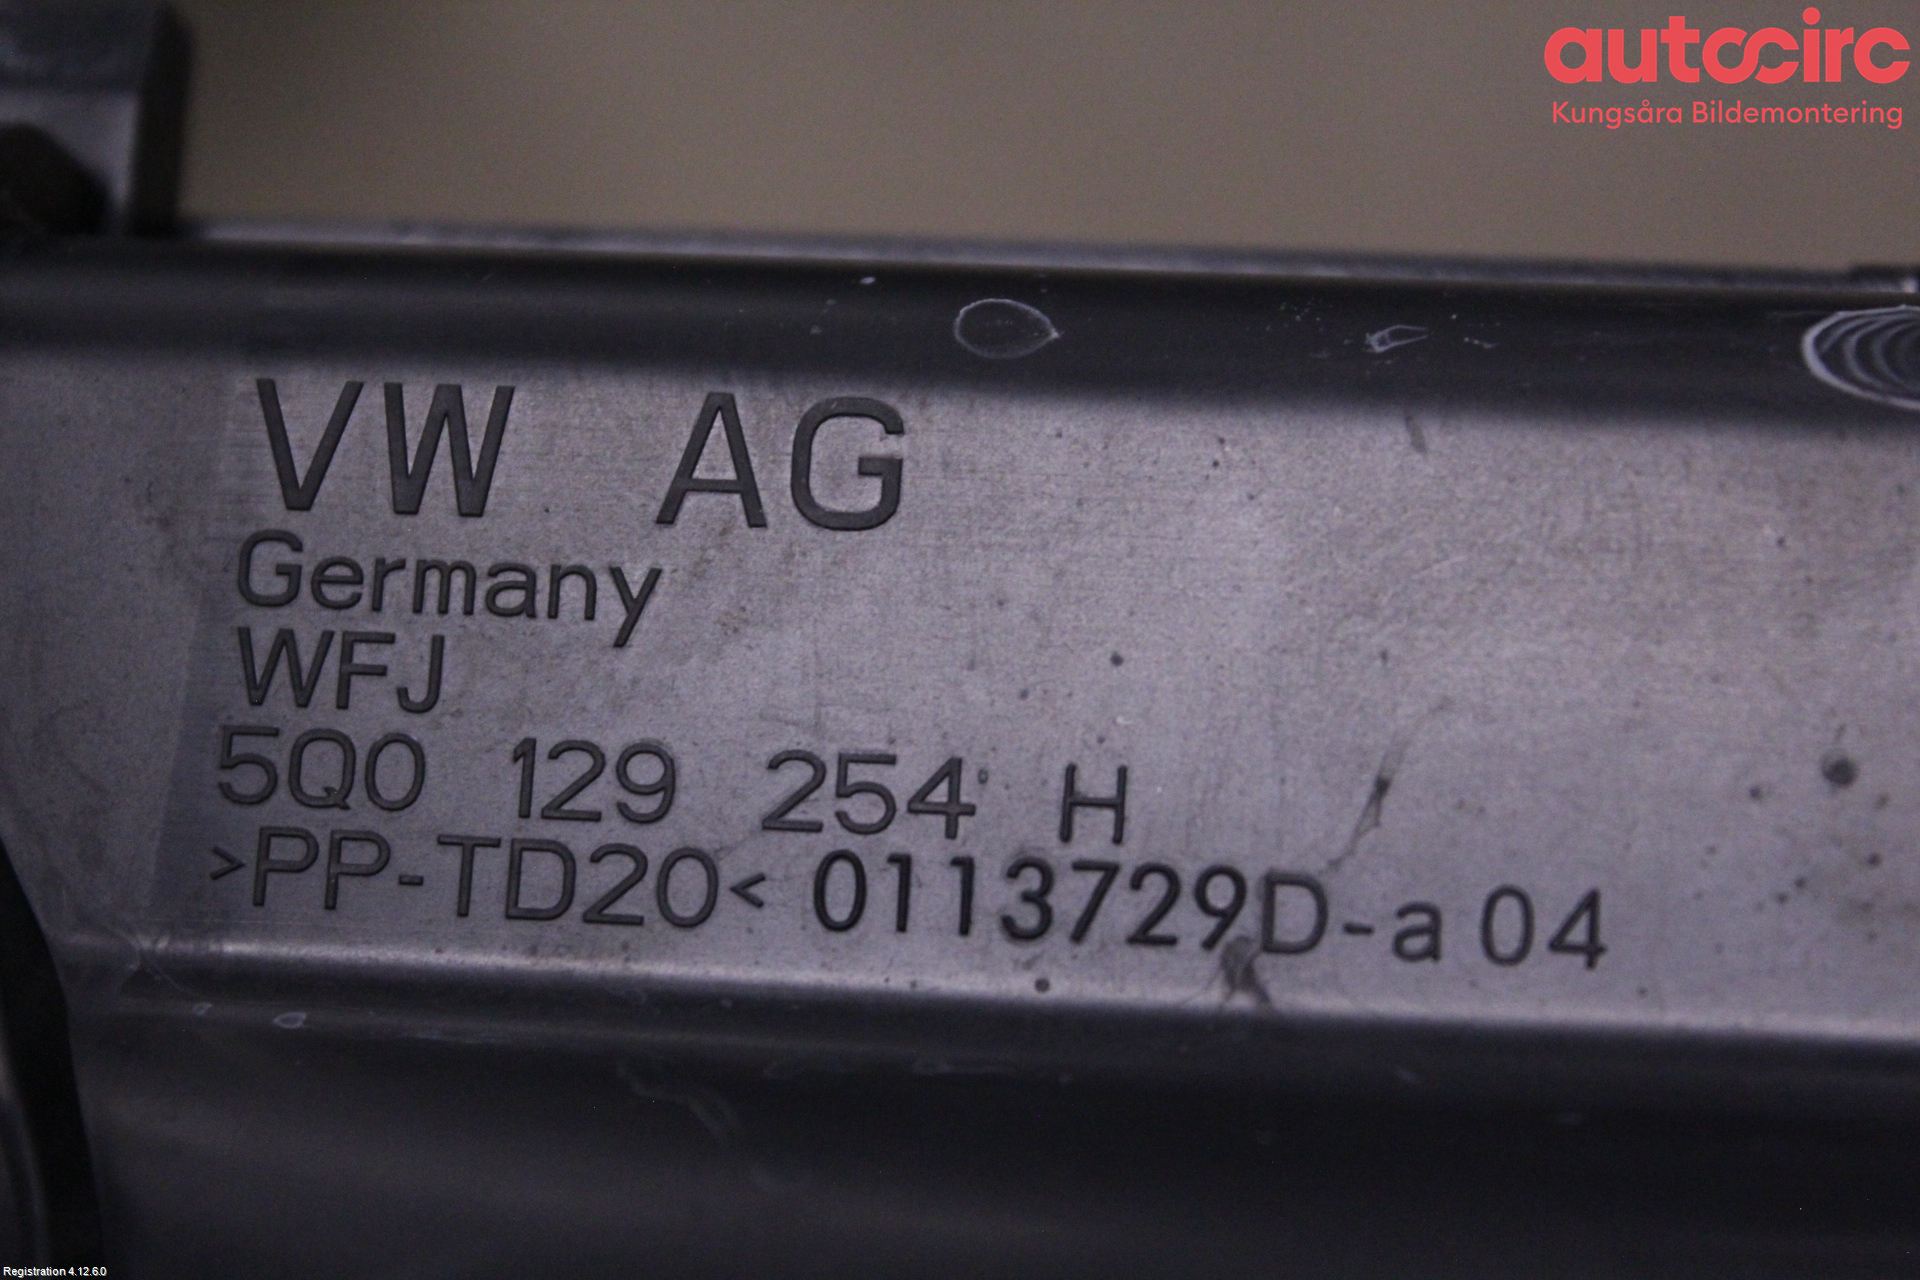 autocirc
Kungsåra Bildemontering
VW AG
Germany
WFJ
5Q0 129 254 H
>PP-TD20< 0113729D-a 04
Registration 4.12.6.0